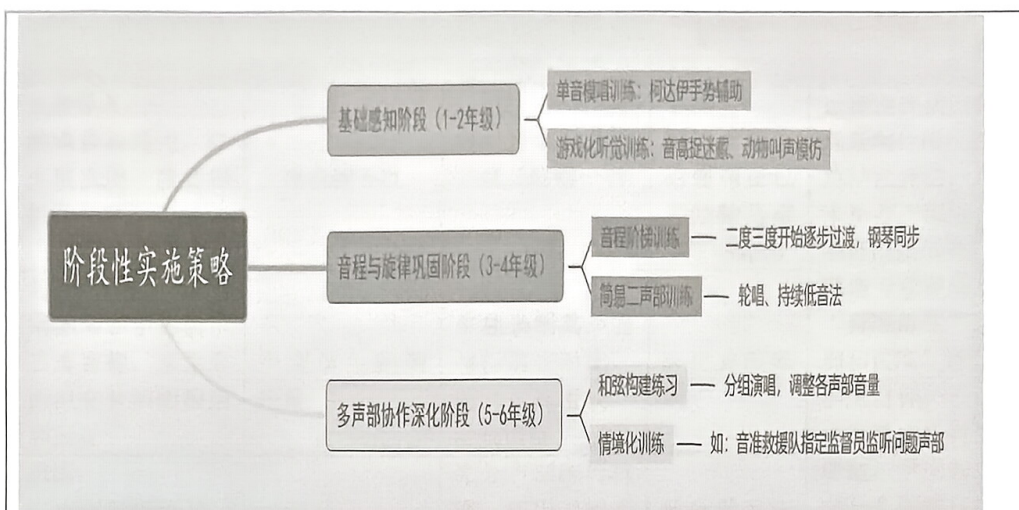 阶段性实施策略
基础感知阶段（1-2年级）
单音模唱训练：柯达伊手势辅助
游戏化听觉训练：音高捉迷藏、动物叫声模仿
音程与旋律巩固阶段（3-4年级）
音程阶梯训练
二度三度开始逐步过渡，钢琴同步
简易二声部训练
轮唱、持续低音法
多声部协作深化阶段（5-6年级）
和弦构建练习
分组演唱，调整各声部音量
情境化训练
如：音准救援队指定监督员监听问题声部